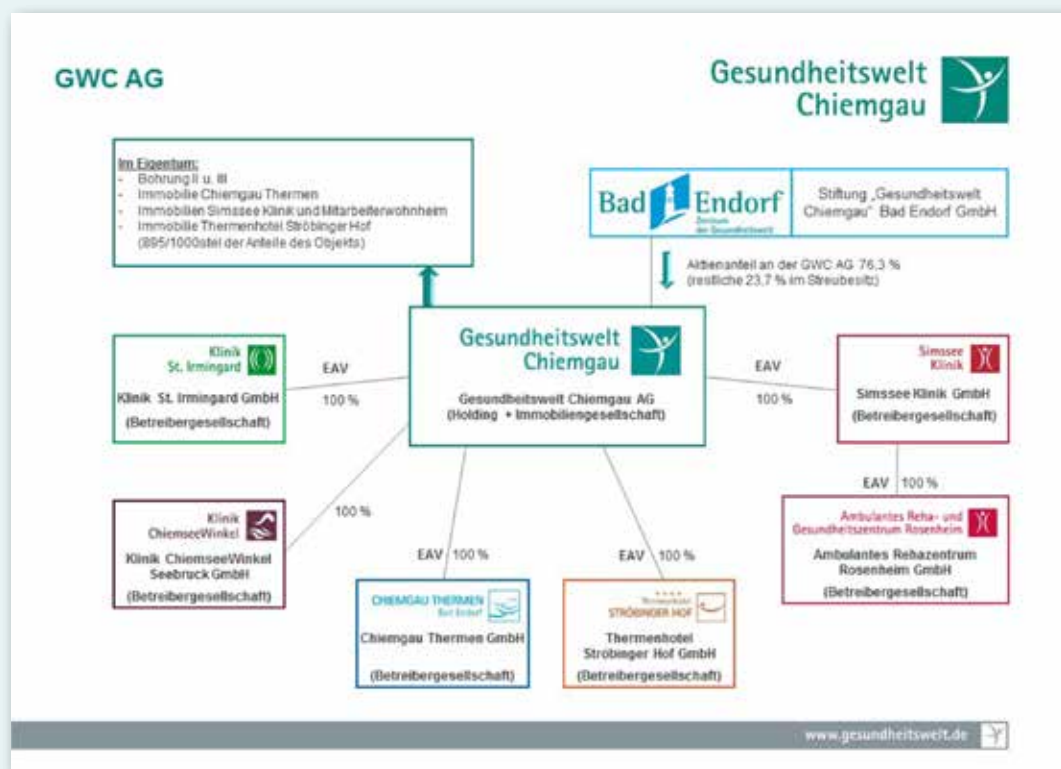 GWC AG
Gesundheitswelt
Chiemgau
Im Eigentum:
- Bohrung II u. III
- Immobilie Chiemgau Thermen
- Immobilien Simssee Klinik und Mitarbeiterwohnheim
- Immobilie Thermenhotel Ströbinger Hof
(895/1000stel der Anteile des Objekts)
Bad Endorf
Zentrum
der Gesundheitswelt
Stiftung „Gesundheitswelt
Chiemgau" Bad Endorf GmbH
Aktienanteil an der GWC AG 76,3 %
(restliche 23,7 % im Streubesitz)
Gesundheitswelt
Chiemgau
Gesundheitswelt Chiemgau AG
(Holding + Immobiliengesellschaft)
Klinik
St. Irmingard
Klinik St. Irmingard GmbH
(Betreibergesellschaft)
EAV
100 %
EAV
100 %
Simssee
Klinik
Simssee Klinik GmbH
(Betreibergesellschaft)
EAV 100 %
Klinik
ChiemseeWinkel
Klinik ChiemseeWinkel
Seebruck GmbH
(Betreibergesellschaft)
100 %
Ambulantes Reha- und
Gesundheitszentrum Rosenheim
Ambulantes Rehazentrum
Rosenheim GmbH
(Betreibergesellschaft)
EAV 100 %
EAV 100 %
CHIEMGAU THERMEN
Bad Endorf
Chiemgau Thermen GmbH
(Betreibergesellschaft)
Thermenhotel
STRÖBINGER HOF
Thermenhotel
Ströbinger Hof GmbH
(Betreibergesellschaft)
www.gesundheitswelt.de